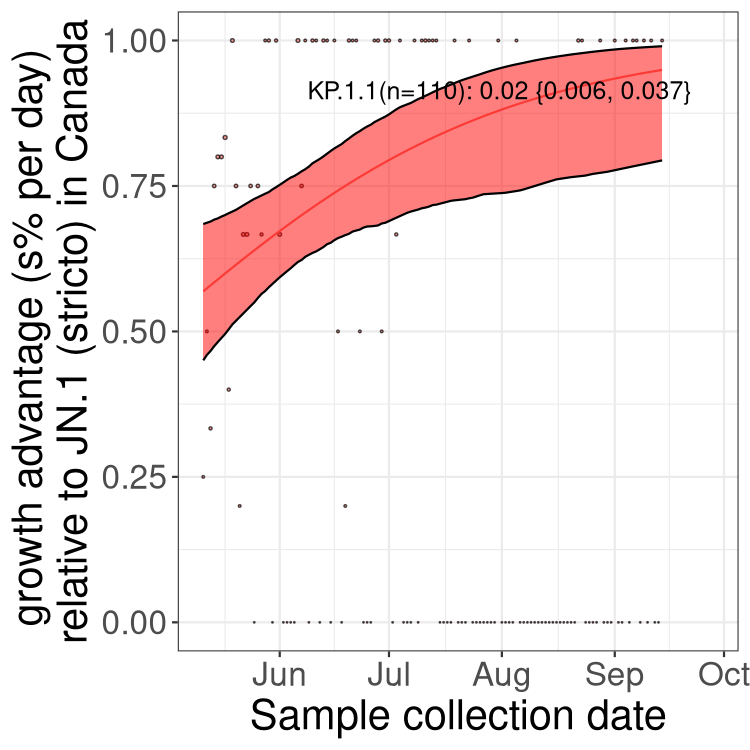 growth advantage (s% per day)
relative to JN.1 (stricto) in Canada
1.00
0.75
0.50
0.25
0.00
KP.1.1(n=110): 0.02 {0.006, 0.037}
Jun Jul Aug Sep Oct
Sample collection date